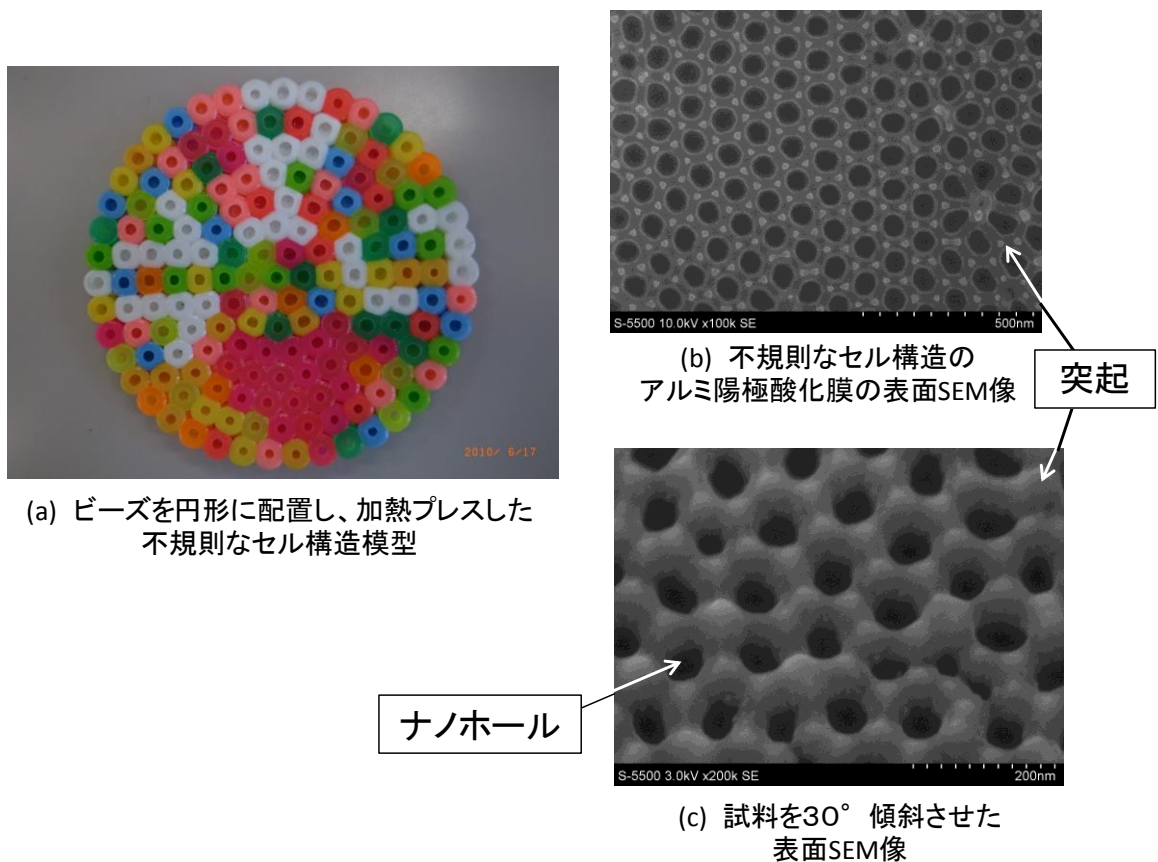 2010/ 6/17
(a) ビーズを円形に配置し、加熱プレスした
不規則なセル構造模型
S-5500 10.0kV x100k SE
500nm
(b) 不規則なセル構造の
アルミ陽極酸化膜の表面SEM像
突起
ナノホール
S-5500 3.0kV x200k SE
200nm
(c) 試料を30°傾斜させた
表面SEM像